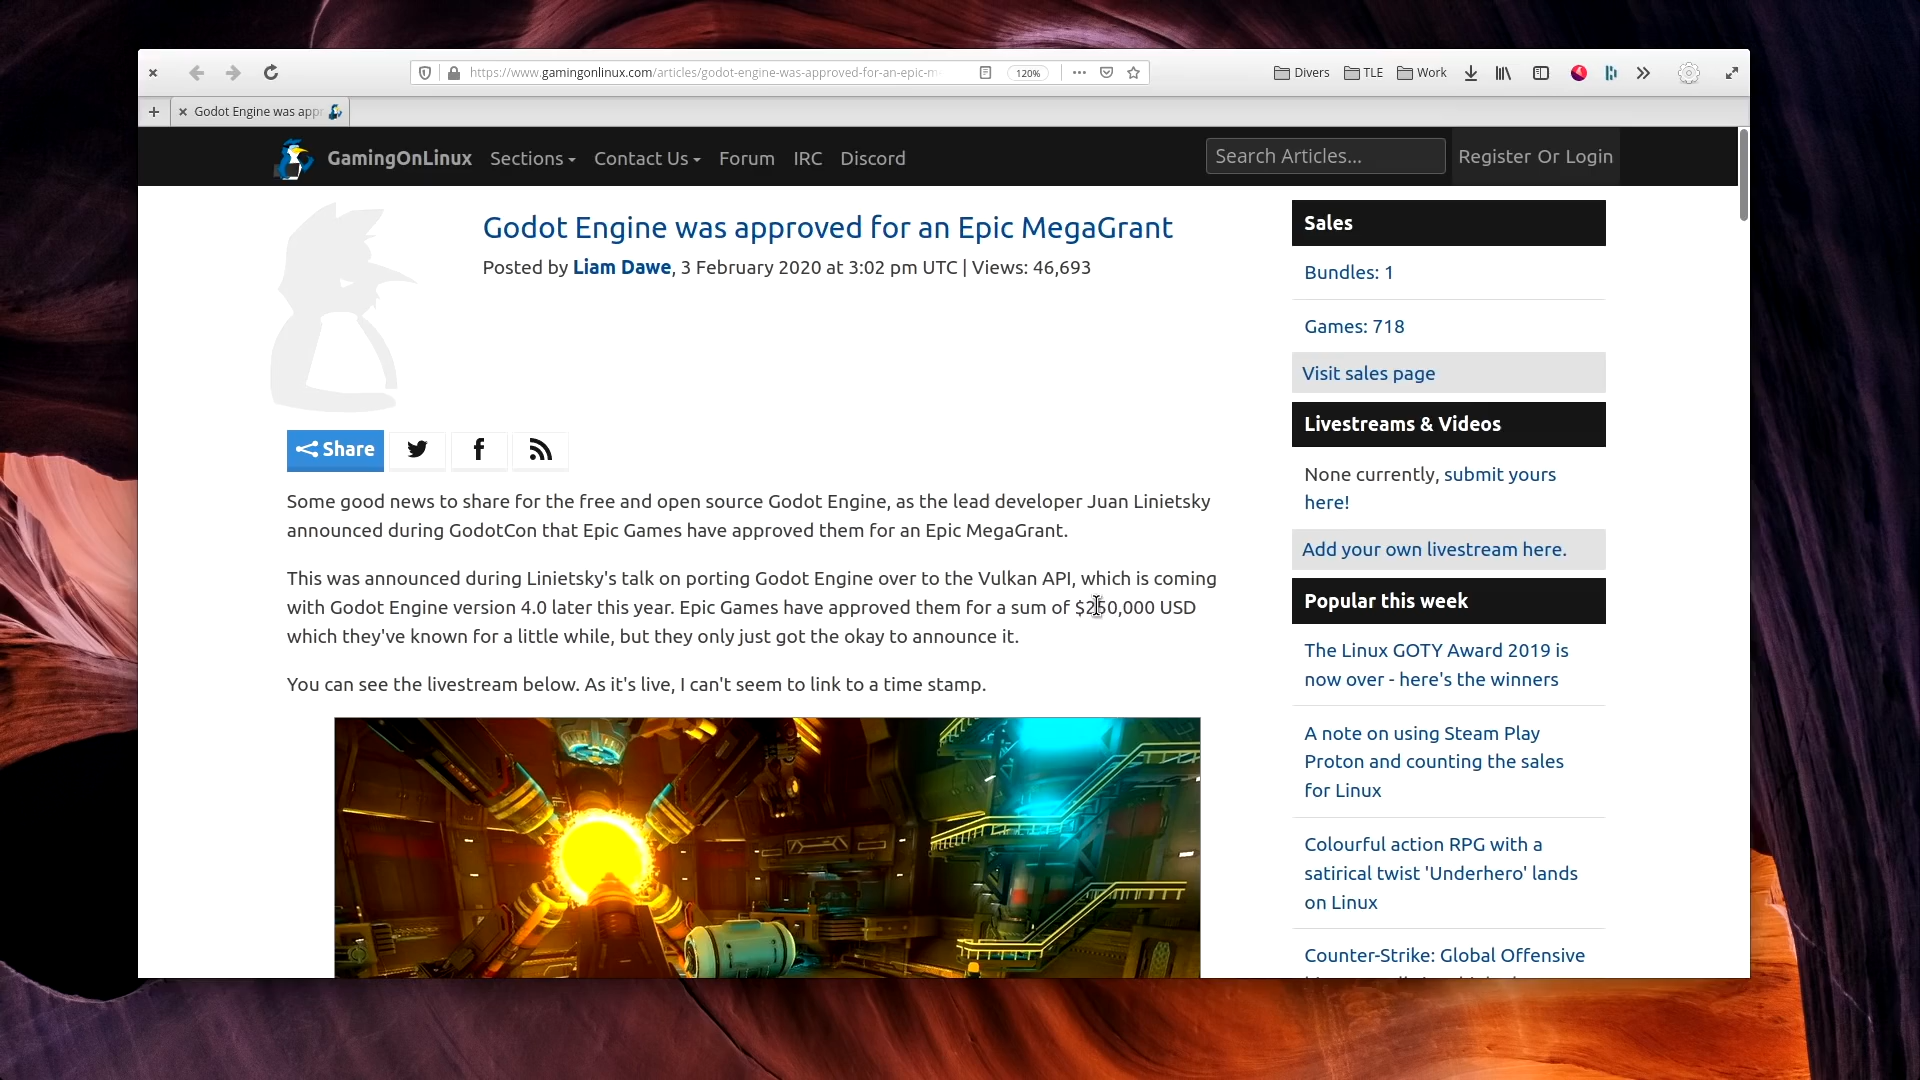 https://www.gamingonlinux.com/articles/godot-engine-was-approved-for-an-epic-m
120%
Divers
TLE
Work
Godot Engine was app
GamingOnLinux
Sections
Contact Us
Forum
IRC
Discord
Search Articles...
Register Or Login
Godot Engine was approved for an Epic MegaGrant
Posted by Liam Dawe, 3 February 2020 at 3:02 pm UTC | Views: 46,693
Share
Some good news to share for the free and open source Godot Engine, as the lead developer Juan Linietsky
announced during GodotCon that Epic Games have approved them for an Epic MegaGrant.
This was announced during Linietsky's talk on porting Godot Engine over to the Vulkan API, which is coming
with Godot Engine version 4.0 later this year. Epic Games have approved them for a sum of $250,000 USD
which they've known for a little while, but they only just got the okay to announce it.
You can see the livestream below. As it's live, I can't seem to link to a time stamp.
Sales
Bundles: 1
Games: 718
Visit sales page
Livestreams & Videos
None currently, submit yours
here!
Add your own livestream here.
Popular this week
The Linux GOTY Award 2019 is
now over - here's the winners
A note on using Steam Play
Proton and counting the sales
for Linux
Colourful action RPG with a
satirical twist 'Underhero' lands
on Linux
Counter-Strike: Global Offensive